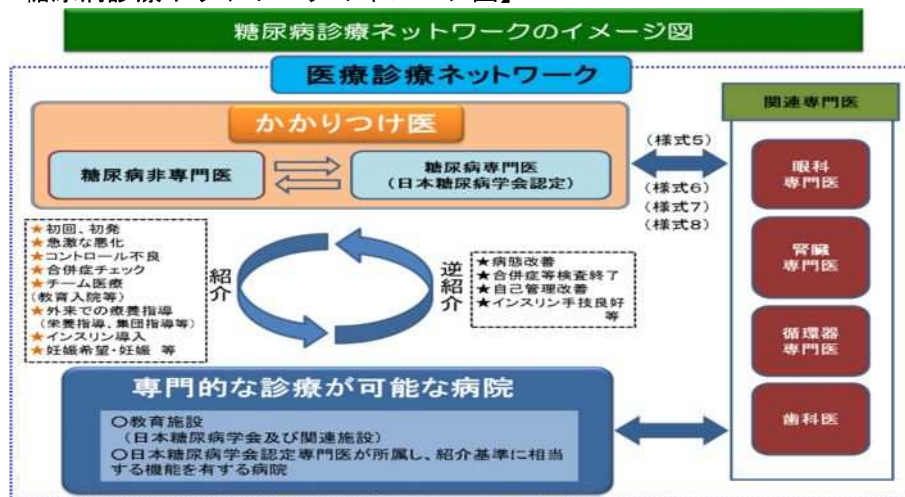 糖尿病診療ネットワークのイメージ図
医療診療ネットワーク
かかりつけ医
糖尿病非専門医
糖尿病専門医
(日本糖尿病学会認定)
(様式5)
(様式6)
(様式7)
(様式8)
関連専門医
眼科
専門医
腎臓
専門医
循環器
専門医
歯科医
★初回、初発
★急激な悪化
★コントロール不良
★合併症チェック
★チーム医療
(教育入院等)
★外来での療養指導
(栄養指導、集団指導等)
★インスリン導入
★妊娠希望・妊娠 等
紹介
逆紹介
★病態改善
★合併症等検査終了
★自己管理改善
★インスリン手技良好
等
専門的な診療が可能な病院
○教育施設
(日本糖尿病学会及び関連施設)
○日本糖尿病学会認定専門医が所属し、紹介基準に相当
する機能を有する病院